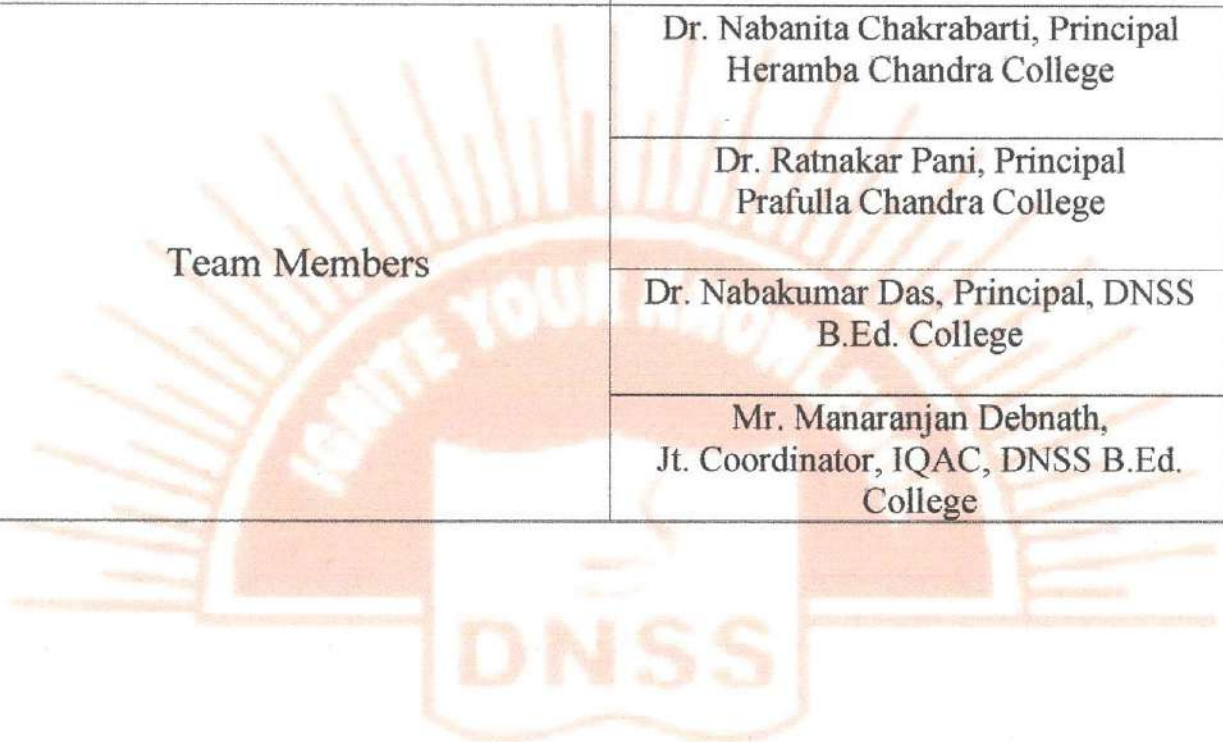 Team Members
Dr. Nabanita Chakrabarti, Principal
Heramba Chandra College
Dr. Ratnakar Pani, Principal
Prafulla Chandra College
Dr. Nabakumar Das, Principal, DNSS
B.Ed. College
Mr. Manaranjan Debnath,
Jt. Coordinator, IQAC, DNSS B.Ed.
College
IGNITE YOUR
DNSS